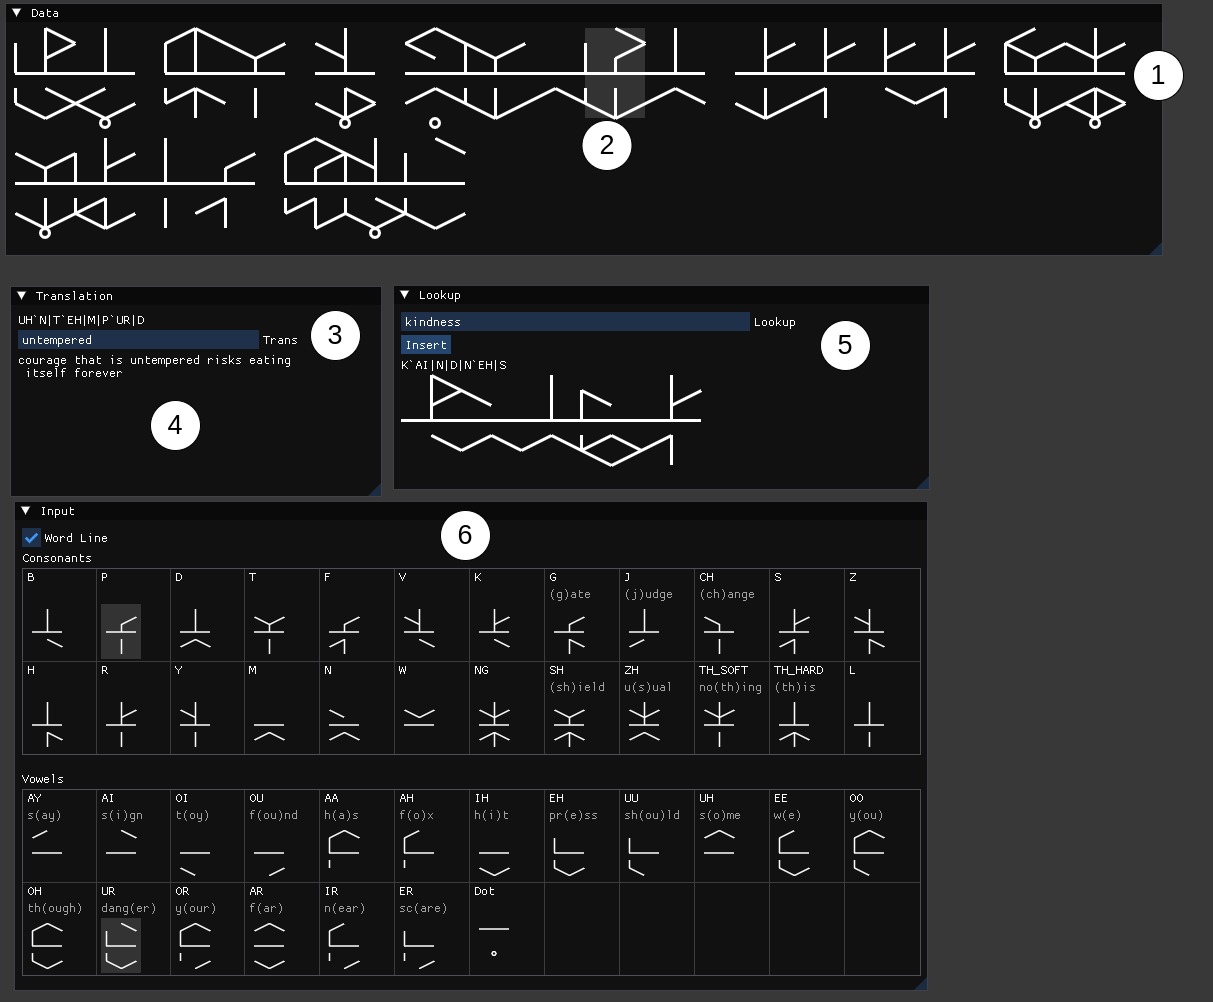 ▼ Data
1
2
▼ Translation
UH`N|T`EH|M|P`UR|D
untempered Trans
courage that is untempered risks eating
itself forever
3
4
▼ Lookup
kindness Lookup
Insert
K`AI|N|D|N`EH|S
5
▼ Input
6
Word Line
Consonants
B P D T F V K G J CH S Z
(g)ate (j)udge (ch)ange
H R Y M N W NG SH ZH TH_SOFT TH_HARD L
(sh)ield u(s)ual no(th)ing (th)is
Vowels
AY AI OI OU AA AH IH EH UU UH EE OO
s(ay) s(i)gn t(oy) f(ou)nd h(a)s f(o)x h(i)t pr(e)ss sh(ou)ld s(o)me w(e) y(ou)
OH UR OR AR IR ER Dot
th(ough) dang(er) y(our) f(ar) n(ear) sc(are)